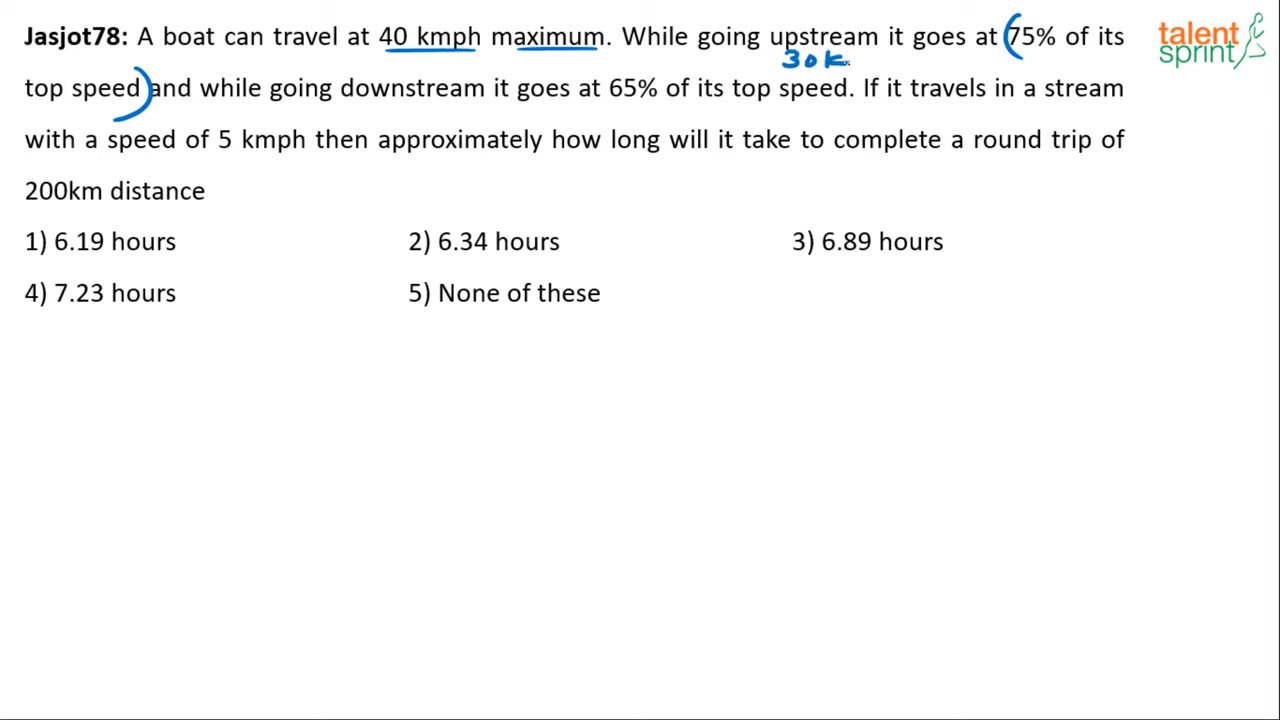 Jasjot78: A boat can travel at 40 kmph maximum. While going upstream it goes at 75% of its
30k
top speed and while going downstream it goes at 65% of its top speed. If it travels in a stream
with a speed of 5 kmph then approximately how long will it take to complete a round trip of
200km distance
1) 6.19 hours 2) 6.34 hours 3) 6.89 hours
4) 7.23 hours 5) None of these
talent
sprint